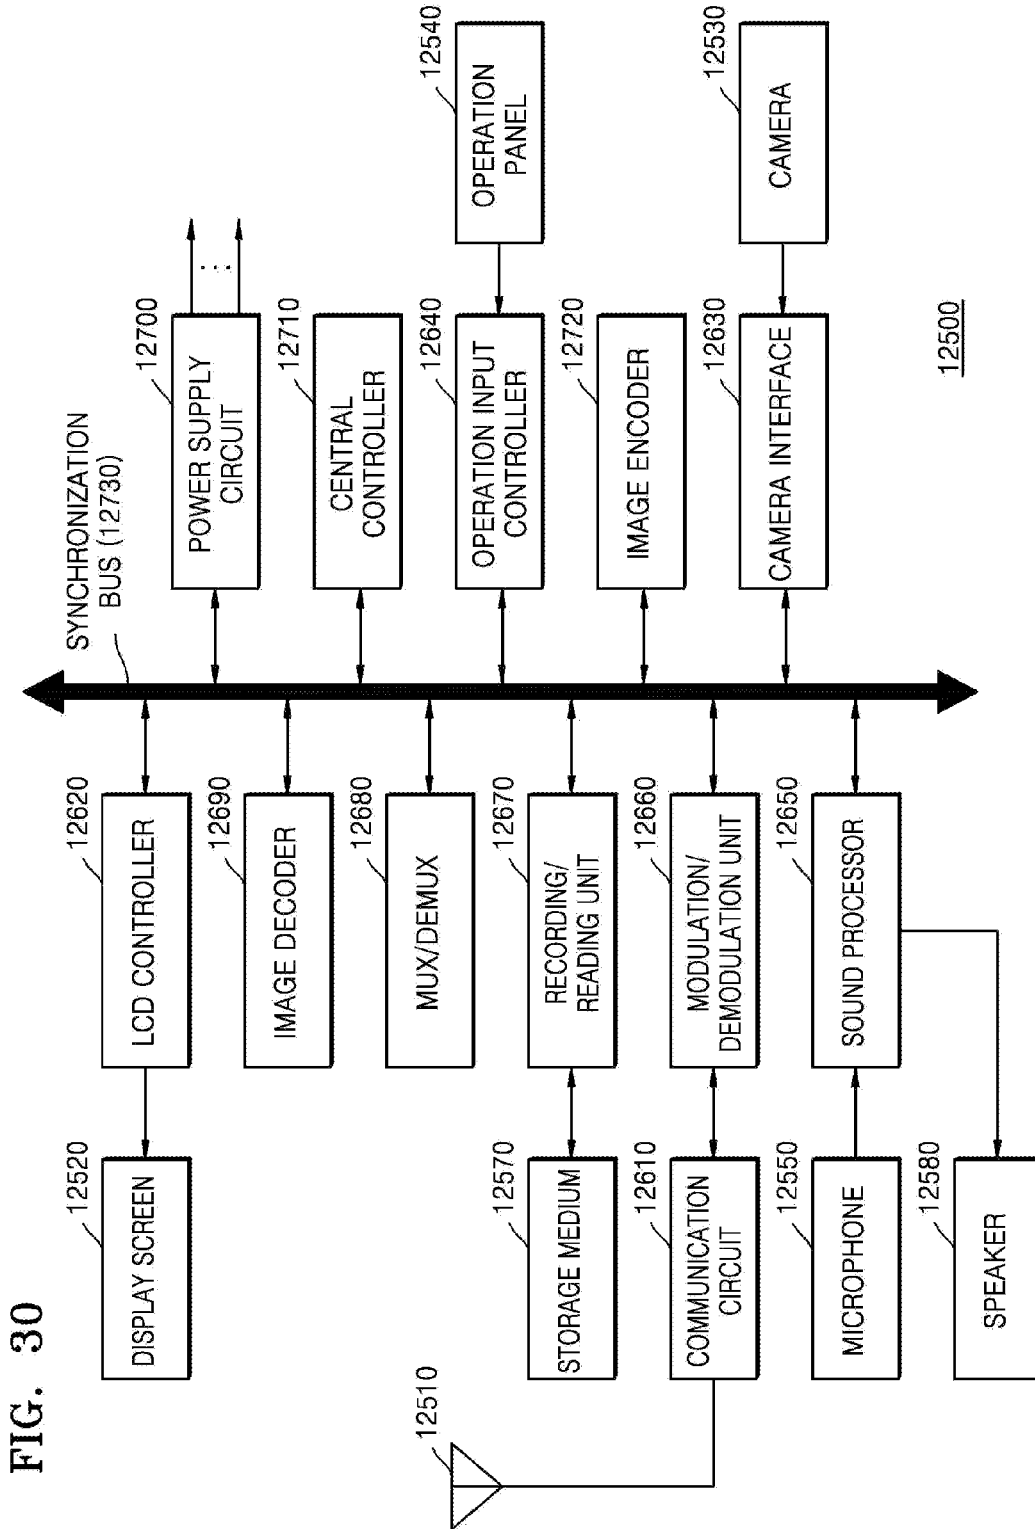 FIG. 30
12510
DISPLAY SCREEN
12520
STORAGE MEDIUM
12570
COMMUNICATION
CIRCUIT
12610
MICROPHONE
12550
SPEAKER
12580
LCD CONTROLLER
12620
IMAGE DECODER
12690
MUX/DEMUX
12680
RECORDING/
READING UNIT
12670
MODULATION/
DEMODULATION UNIT
12660
SOUND PROCESSOR
12650
SYNCHRONIZATION
BUS (12730)
POWER SUPPLY
CIRCUIT
12700
...
CENTRAL
CONTROLLER
12710
OPERATION INPUT
CONTROLLER
12640
IMAGE ENCODER
12720
CAMERA INTERFACE
12630
OPERATION
PANEL
12540
CAMERA
12530
12500